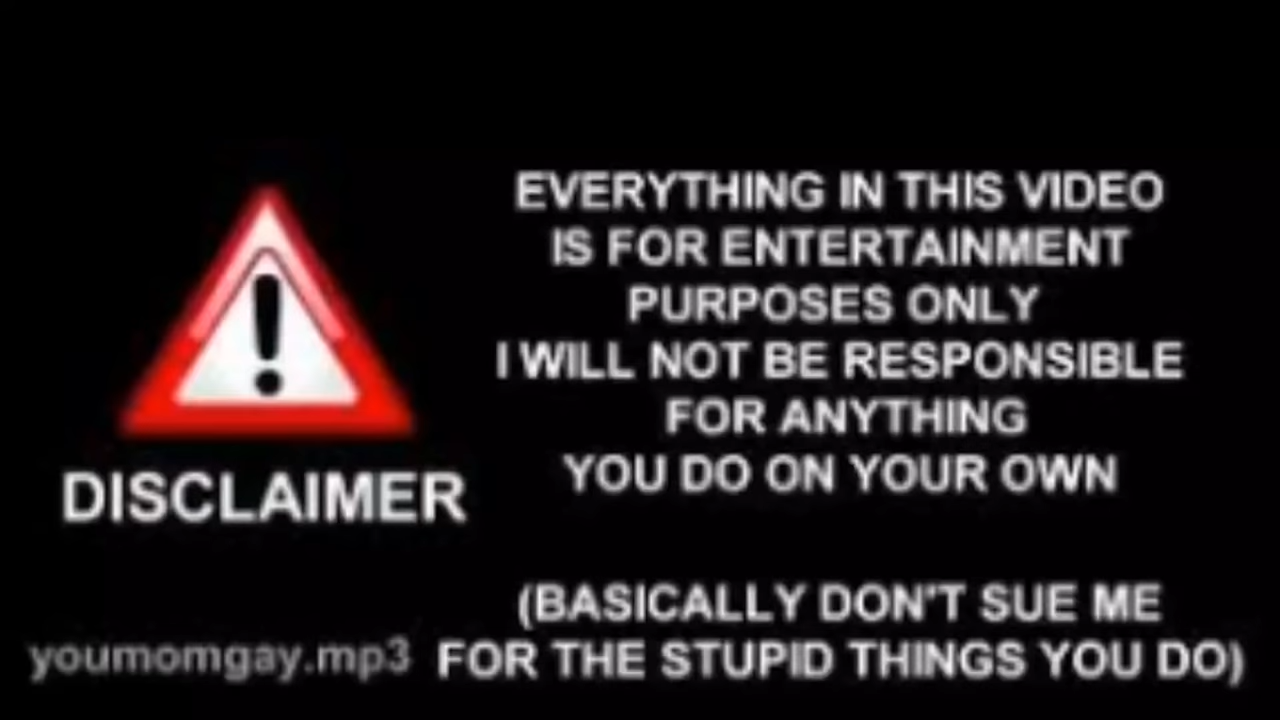 EVERYTHING IN THIS VIDEO
IS FOR ENTERTAINMENT
PURPOSES ONLY
I WILL NOT BE RESPONSIBLE
FOR ANYTHING
YOU DO ON YOUR OWN
DISCLAIMER
(BASICALLY DON'T SUE ME
FOR THE STUPID THINGS YOU DO)
youmomgay.mp3